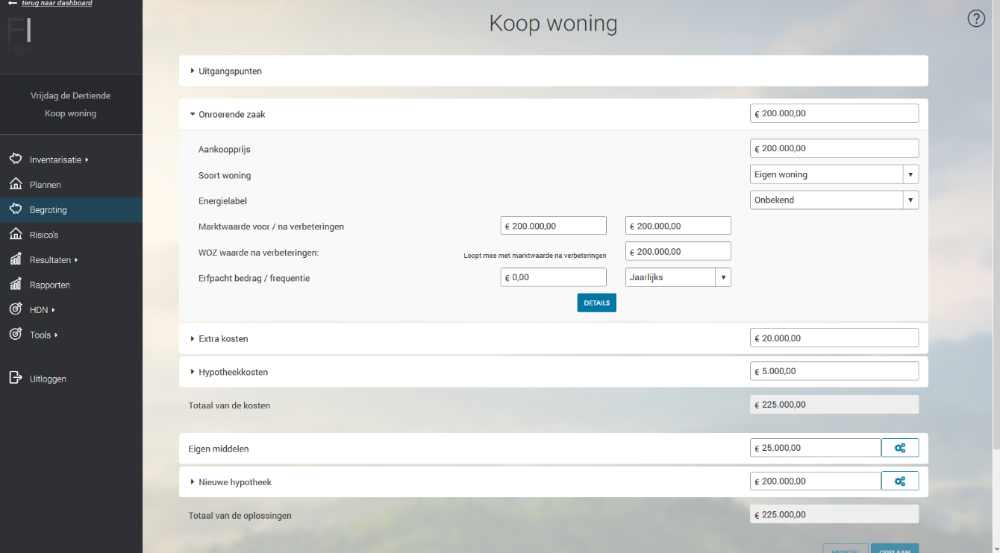 terug naar dashboard
FI
Figlo
Vrijdag de Dertiende
Koop woning
Inventarisatie
Plannen
Begroting
Risico's
Resultaten
Rapporten
HDN
Tools
Uitloggen
Koop woning
?
Uitgangspunten
Onroerende zaak € 200.000,00
Aankoopprijs € 200.000,00
Soort woning Eigen woning
Energielabel Onbekend
Marktwaarde voor / na verbeteringen € 200.000,00 € 200.000,00
WOZ waarde na verbeteringen: Loopt mee met marktwaarde na verbeteringen € 200.000,00
Erfpacht bedrag / frequentie € 0,00 Jaarlijks
DETAILS
Extra kosten € 20.000,00
Hypotheekkosten € 5.000,00
Totaal van de kosten € 225.000,00
Eigen middelen € 25.000,00
Nieuwe hypotheek € 200.000,00
Totaal van de oplossingen € 225.000,00
HERSTEL OPSLAAN